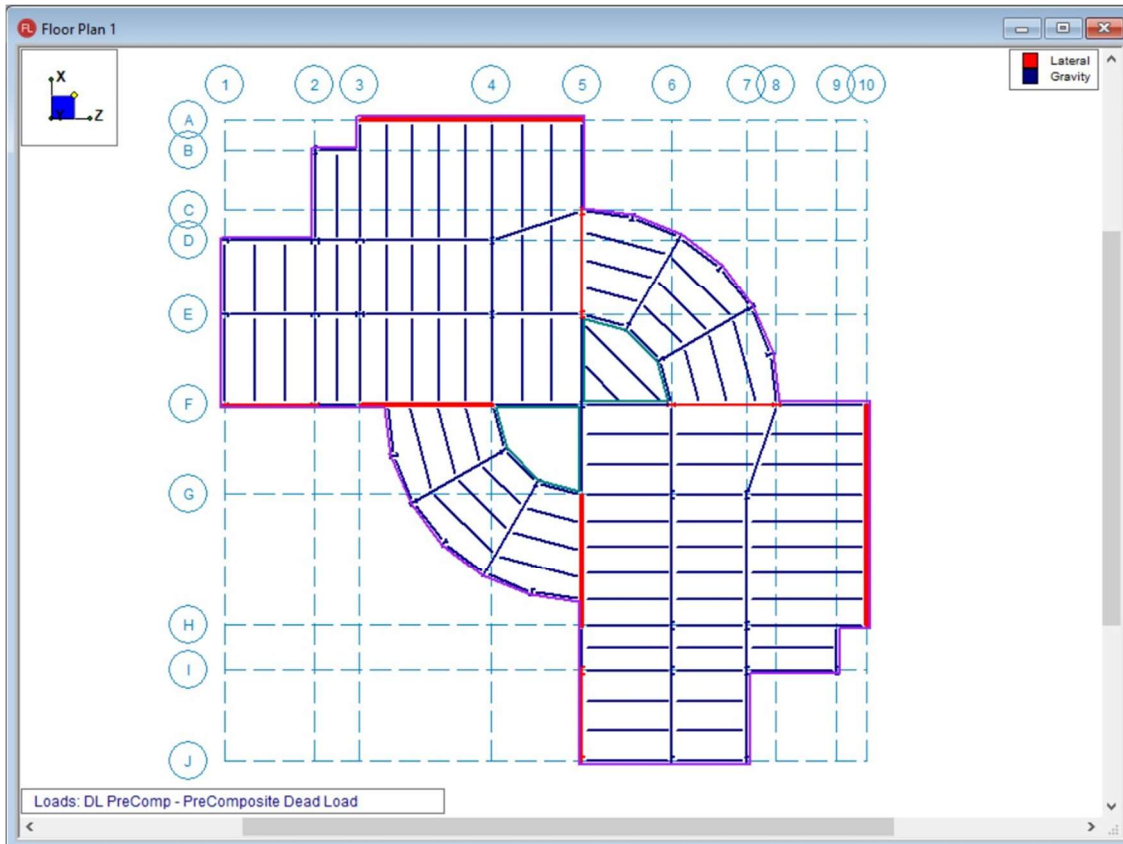 FL Floor Plan 1
X
Y Z
Lateral
Gravity
1 2 3 4 5 6 7 8 9 10
A
B
C
D
E
F
G
H
I
J
Loads: DL PreComp - PreComposite Dead Load